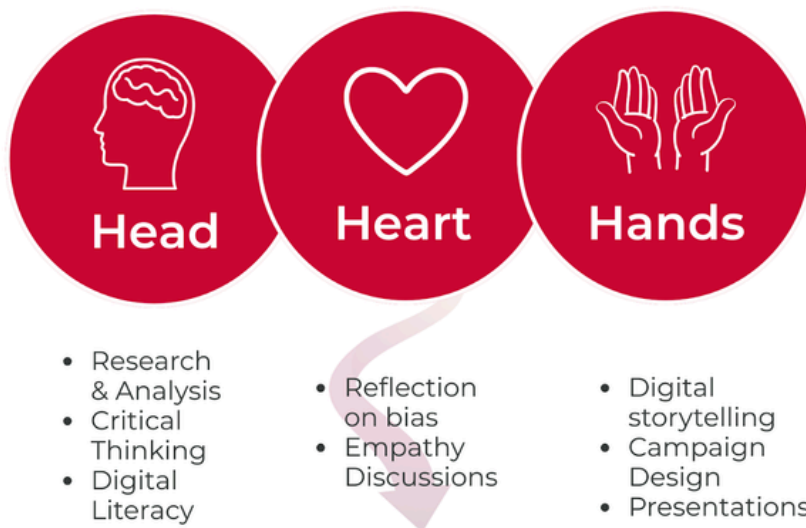 Head
Heart
Hands
• Research
& Analysis
• Critical
Thinking
• Digital
Literacy
• Reflection
on bias
• Empathy
Discussions
• Digital
storytelling
• Campaign
Design
• Presentations